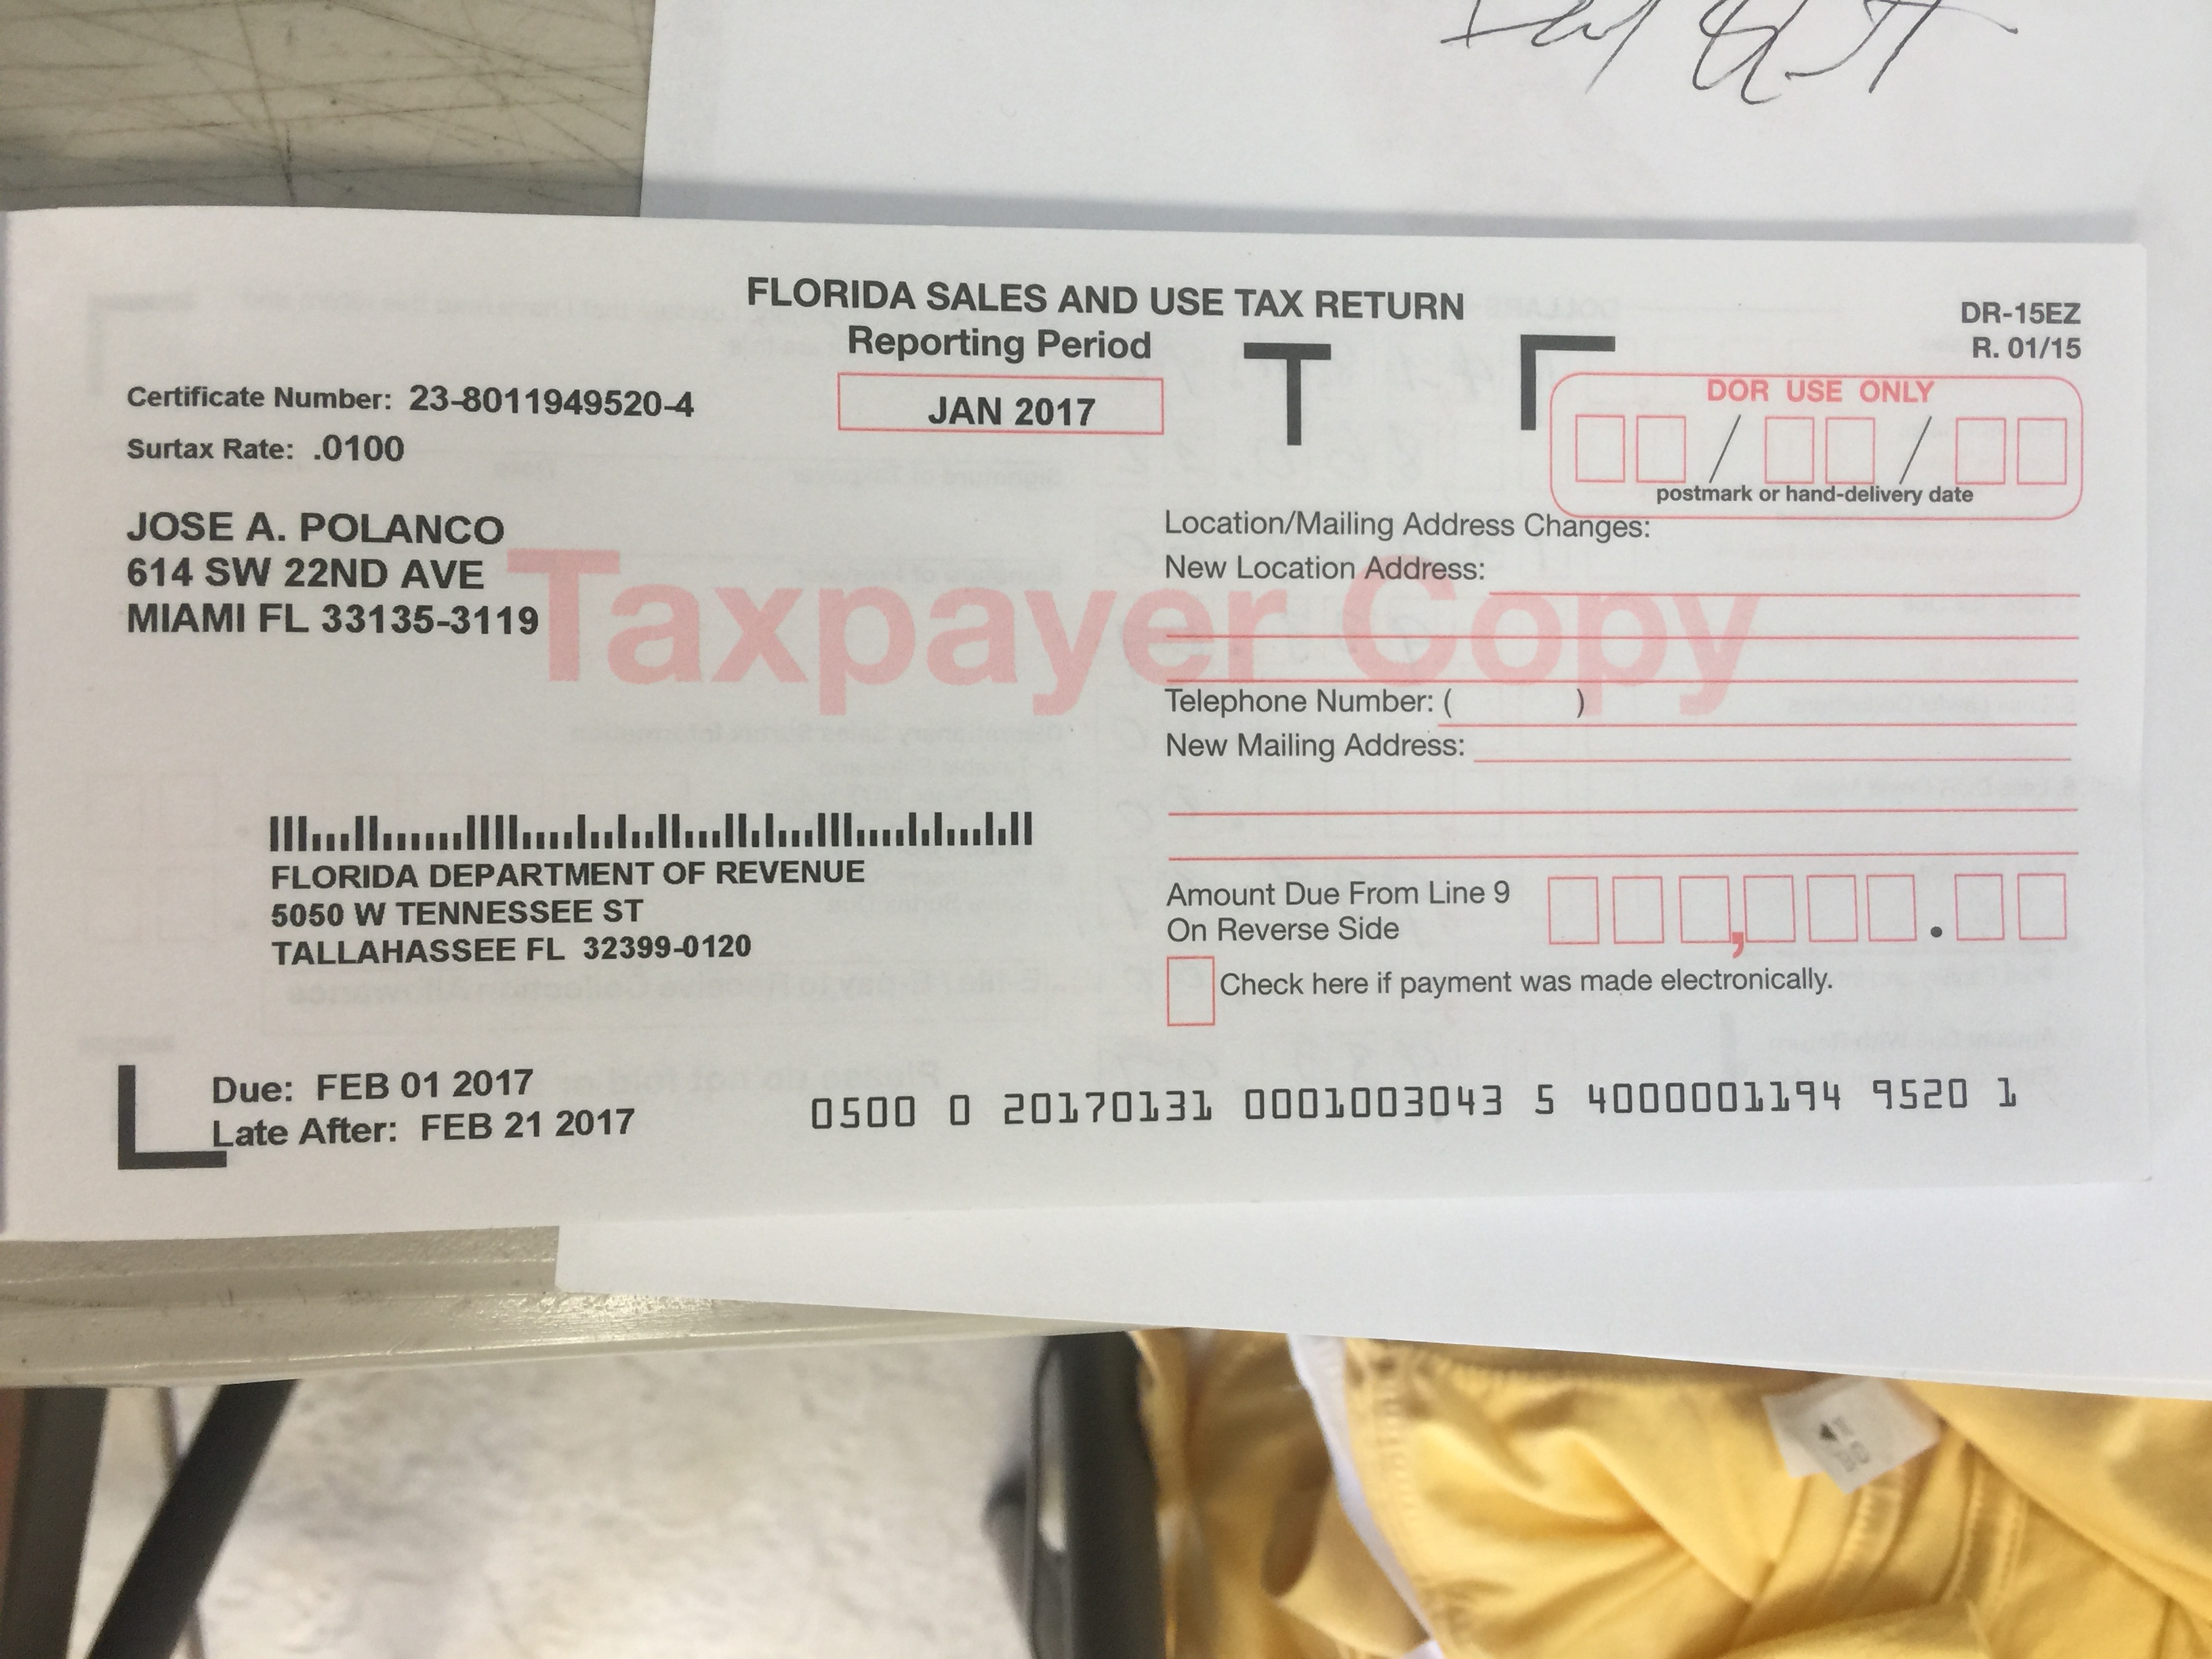 FLORIDA SALES AND USE TAX RETURN
DR-15EZ
R. 01/15
Reporting Period
JAN 2017
Certificate Number: 23-8011949520-4
Surtax Rate: .0100
DOR USE ONLY
/ /
postmark or hand-delivery date
JOSE A. POLANCO
614 SW 22ND AVE
MIAMI FL 33135-3119
Taxpayer Copy
Location/Mailing Address Changes:
New Location Address:
Telephone Number: ( )
New Mailing Address:
FLORIDA DEPARTMENT OF REVENUE
5050 W TENNESSEE ST
TALLAHASSEE FL 32399-0120
Amount Due From Line 9
On Reverse Side
, .
Check here if payment was made electronically.
Due: FEB 01 2017
Late After: FEB 21 2017
0500 0 20170131 0001003043 5 4000001194 9520 1